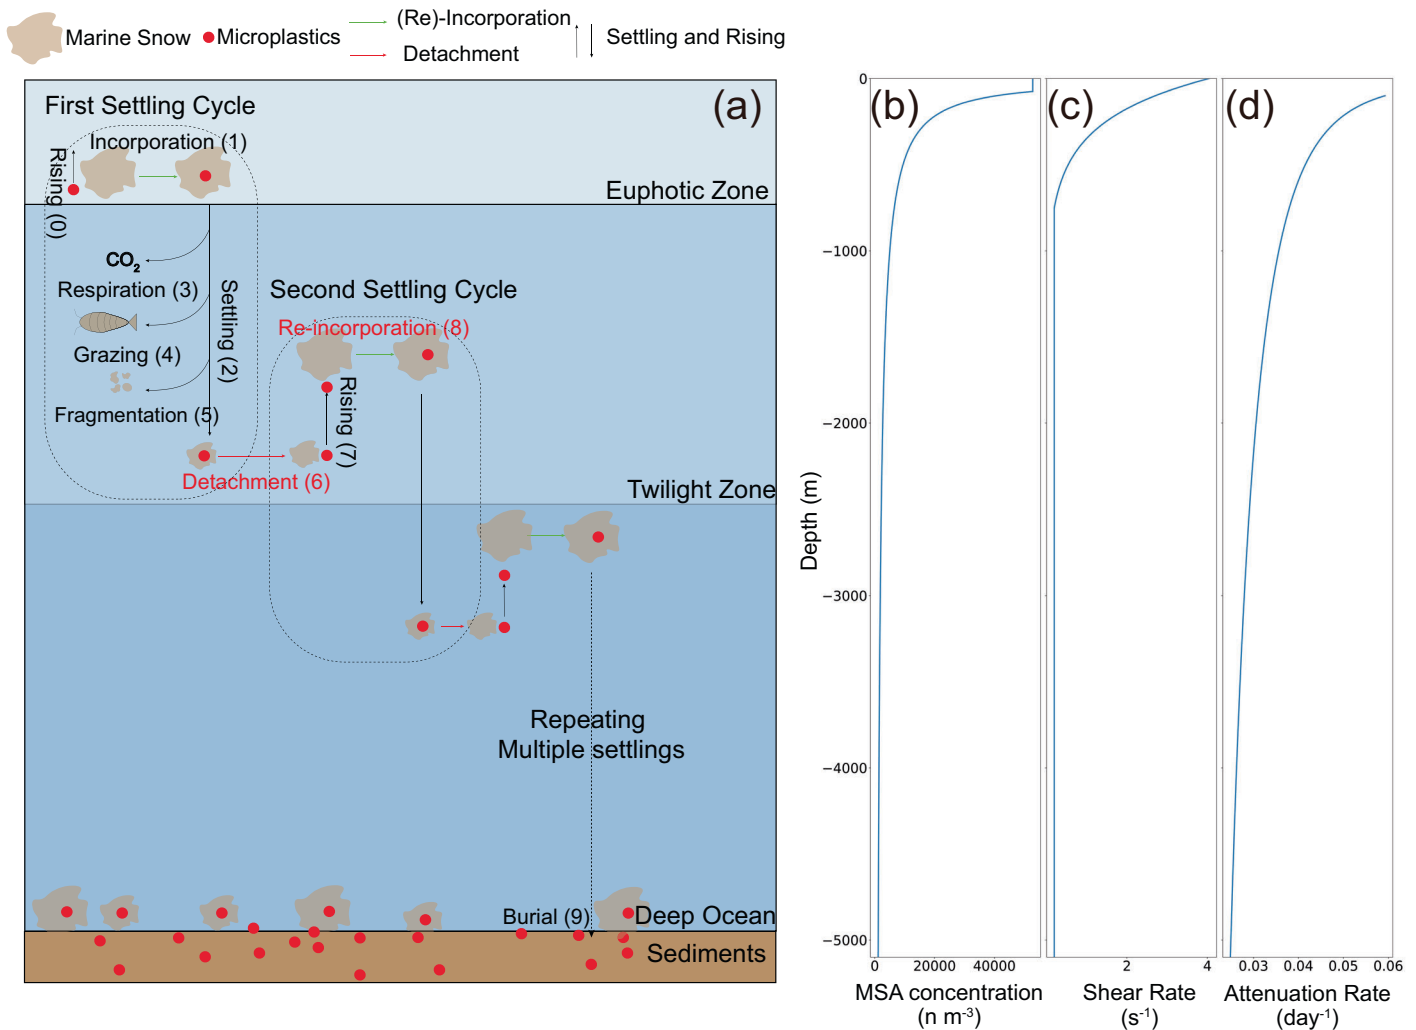 Marine Snow
Microplastics
(Re)-Incorporation
Detachment
Settling and Rising
(a)
First Settling Cycle
Incorporation (1)
Rising (0)
Euphotic Zone
CO2
Respiration (3)
Grazing (4)
Fragmentation (5)
Settling (2)
Detachment (6)
Second Settling Cycle
Re-incorporation (8)
Rising (7)
Twilight Zone
Repeating
Multiple settlings
Burial (9)
Deep Ocean
Sediments
Depth (m)
0
−1000
−2000
−3000
−4000
−5000
(b)
0 20000 40000
MSA concentration
(n m-3)
(c)
2 4
Shear Rate
(s-1)
(d)
0.03 0.04 0.05 0.06
Attenuation Rate
(day-1)